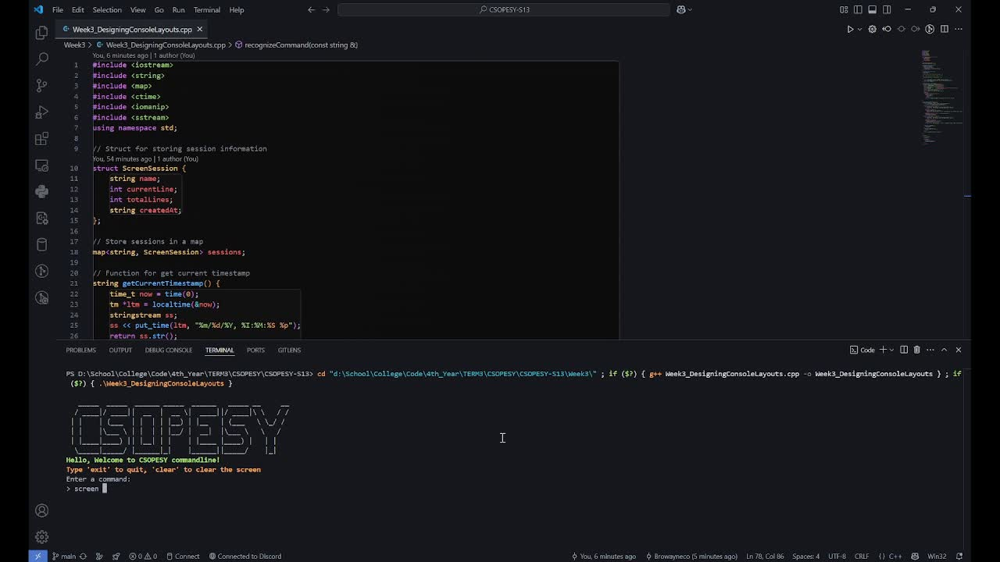 File Edit Selection View Go Run Terminal Help
CSOPESY-S13
Week3_DesigningConsoleLayouts.cpp
Week3 > Week3_DesigningConsoleLayouts.cpp > recognizeCommand(const string &)
You, 6 minutes ago | 1 author (You)
1 #include <iostream>
2 #include <string>
3 #include <map>
4 #include <ctime>
5 #include <iomanip>
6 #include <sstream>
7 using namespace std;
8
9 // Struct for storing session information
You, 54 minutes ago | 1 author (You)
10 struct ScreenSession {
11 string name;
12 int currentLine;
13 int totalLines;
14 string createdAt;
15 };
16
17 // Store sessions in a map
18 map<string, ScreenSession> sessions;
19
20 // Function for get current timestamp
21 string getCurrentTimestamp() {
22 time_t now = time(0);
23 tm *ltm = localtime(&now);
24 stringstream ss;
25 ss << put_time(ltm, "%m/%d/%Y, %I:%M:%S %p");
26 return ss.str();
PROBLEMS OUTPUT DEBUG CONSOLE TERMINAL PORTS GITLENS
Code
PS D:\School\College\Code\4th_Year\TERM3\CSOPESY\CSOPESY-S13> cd "d:\School\College\Code\4th_Year\TERM3\CSOPESY\CSOPESY-S13\Week3\" ; if ($?) { g++ Week3_DesigningConsoleLayouts.cpp -o Week3_DesigningConsoleLayouts } ; if
($?) { .\Week3_DesigningConsoleLayouts }
CSOPESY
Hello, Welcome to CSOPESY commandline!
Type 'exit' to quit, 'clear' to clear the screen
Enter a command:
> screen
main 0 0 Connect Connected to Discord You, 6 minutes ago Browayneco (5 minutes ago) Ln 78, Col 86 Spaces: 4 UTF-8 CRLF {} C++ Win32